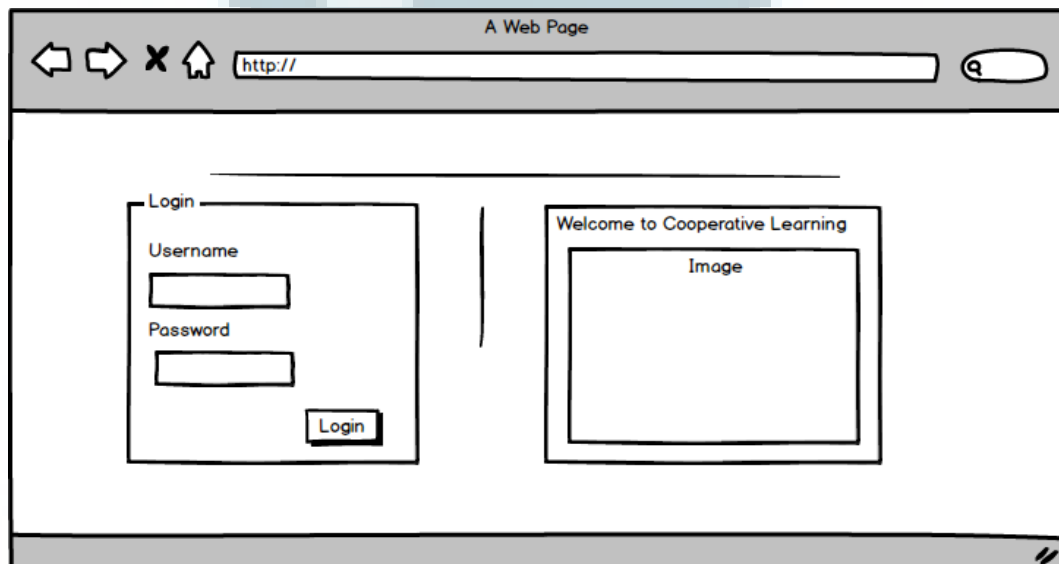 A Web Page
http://
Login
Username
Password
Login
Welcome to Cooperative Learning
Image